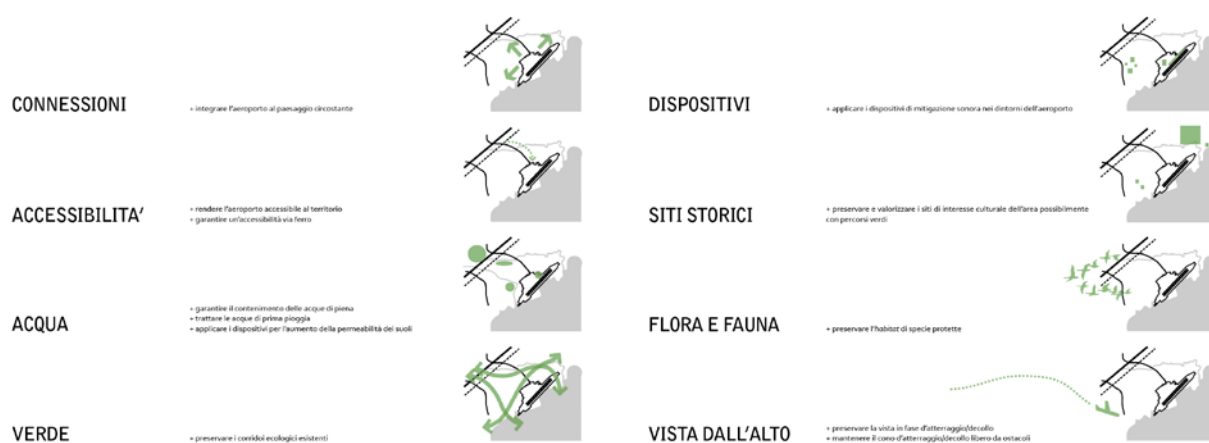 CONNESSIONI
+ integrare l'aeroporto al paesaggio circostante
ACCESSIBILITA'
+ rendere l'aeroporto accessibile al territorio
+ garantire un'accessibilità via ferro
ACQUA
+ garantire il contenimento delle acque di piena
+ trattare le acque di prima pioggia
+ applicare i dispositivi per l'aumento della permeabilità dei suoli
VERDE
+ preservare i corridoi ecologici esistenti
DISPOSITIVI
+ applicare i dispositivi di mitigazione sonora nei dintorni dell'aeroporto
SITI STORICI
+ preservare e valorizzare i siti di interesse culturale dell'area possibilmente
con percorsi verdi
FLORA E FAUNA
+ preservare l'habitat di specie protette
VISTA DALL'ALTO
+ preservare la vista in fase d'atterraggio/decollo
+ mantenere il cono d'atterraggio/decollo libero da ostacoli